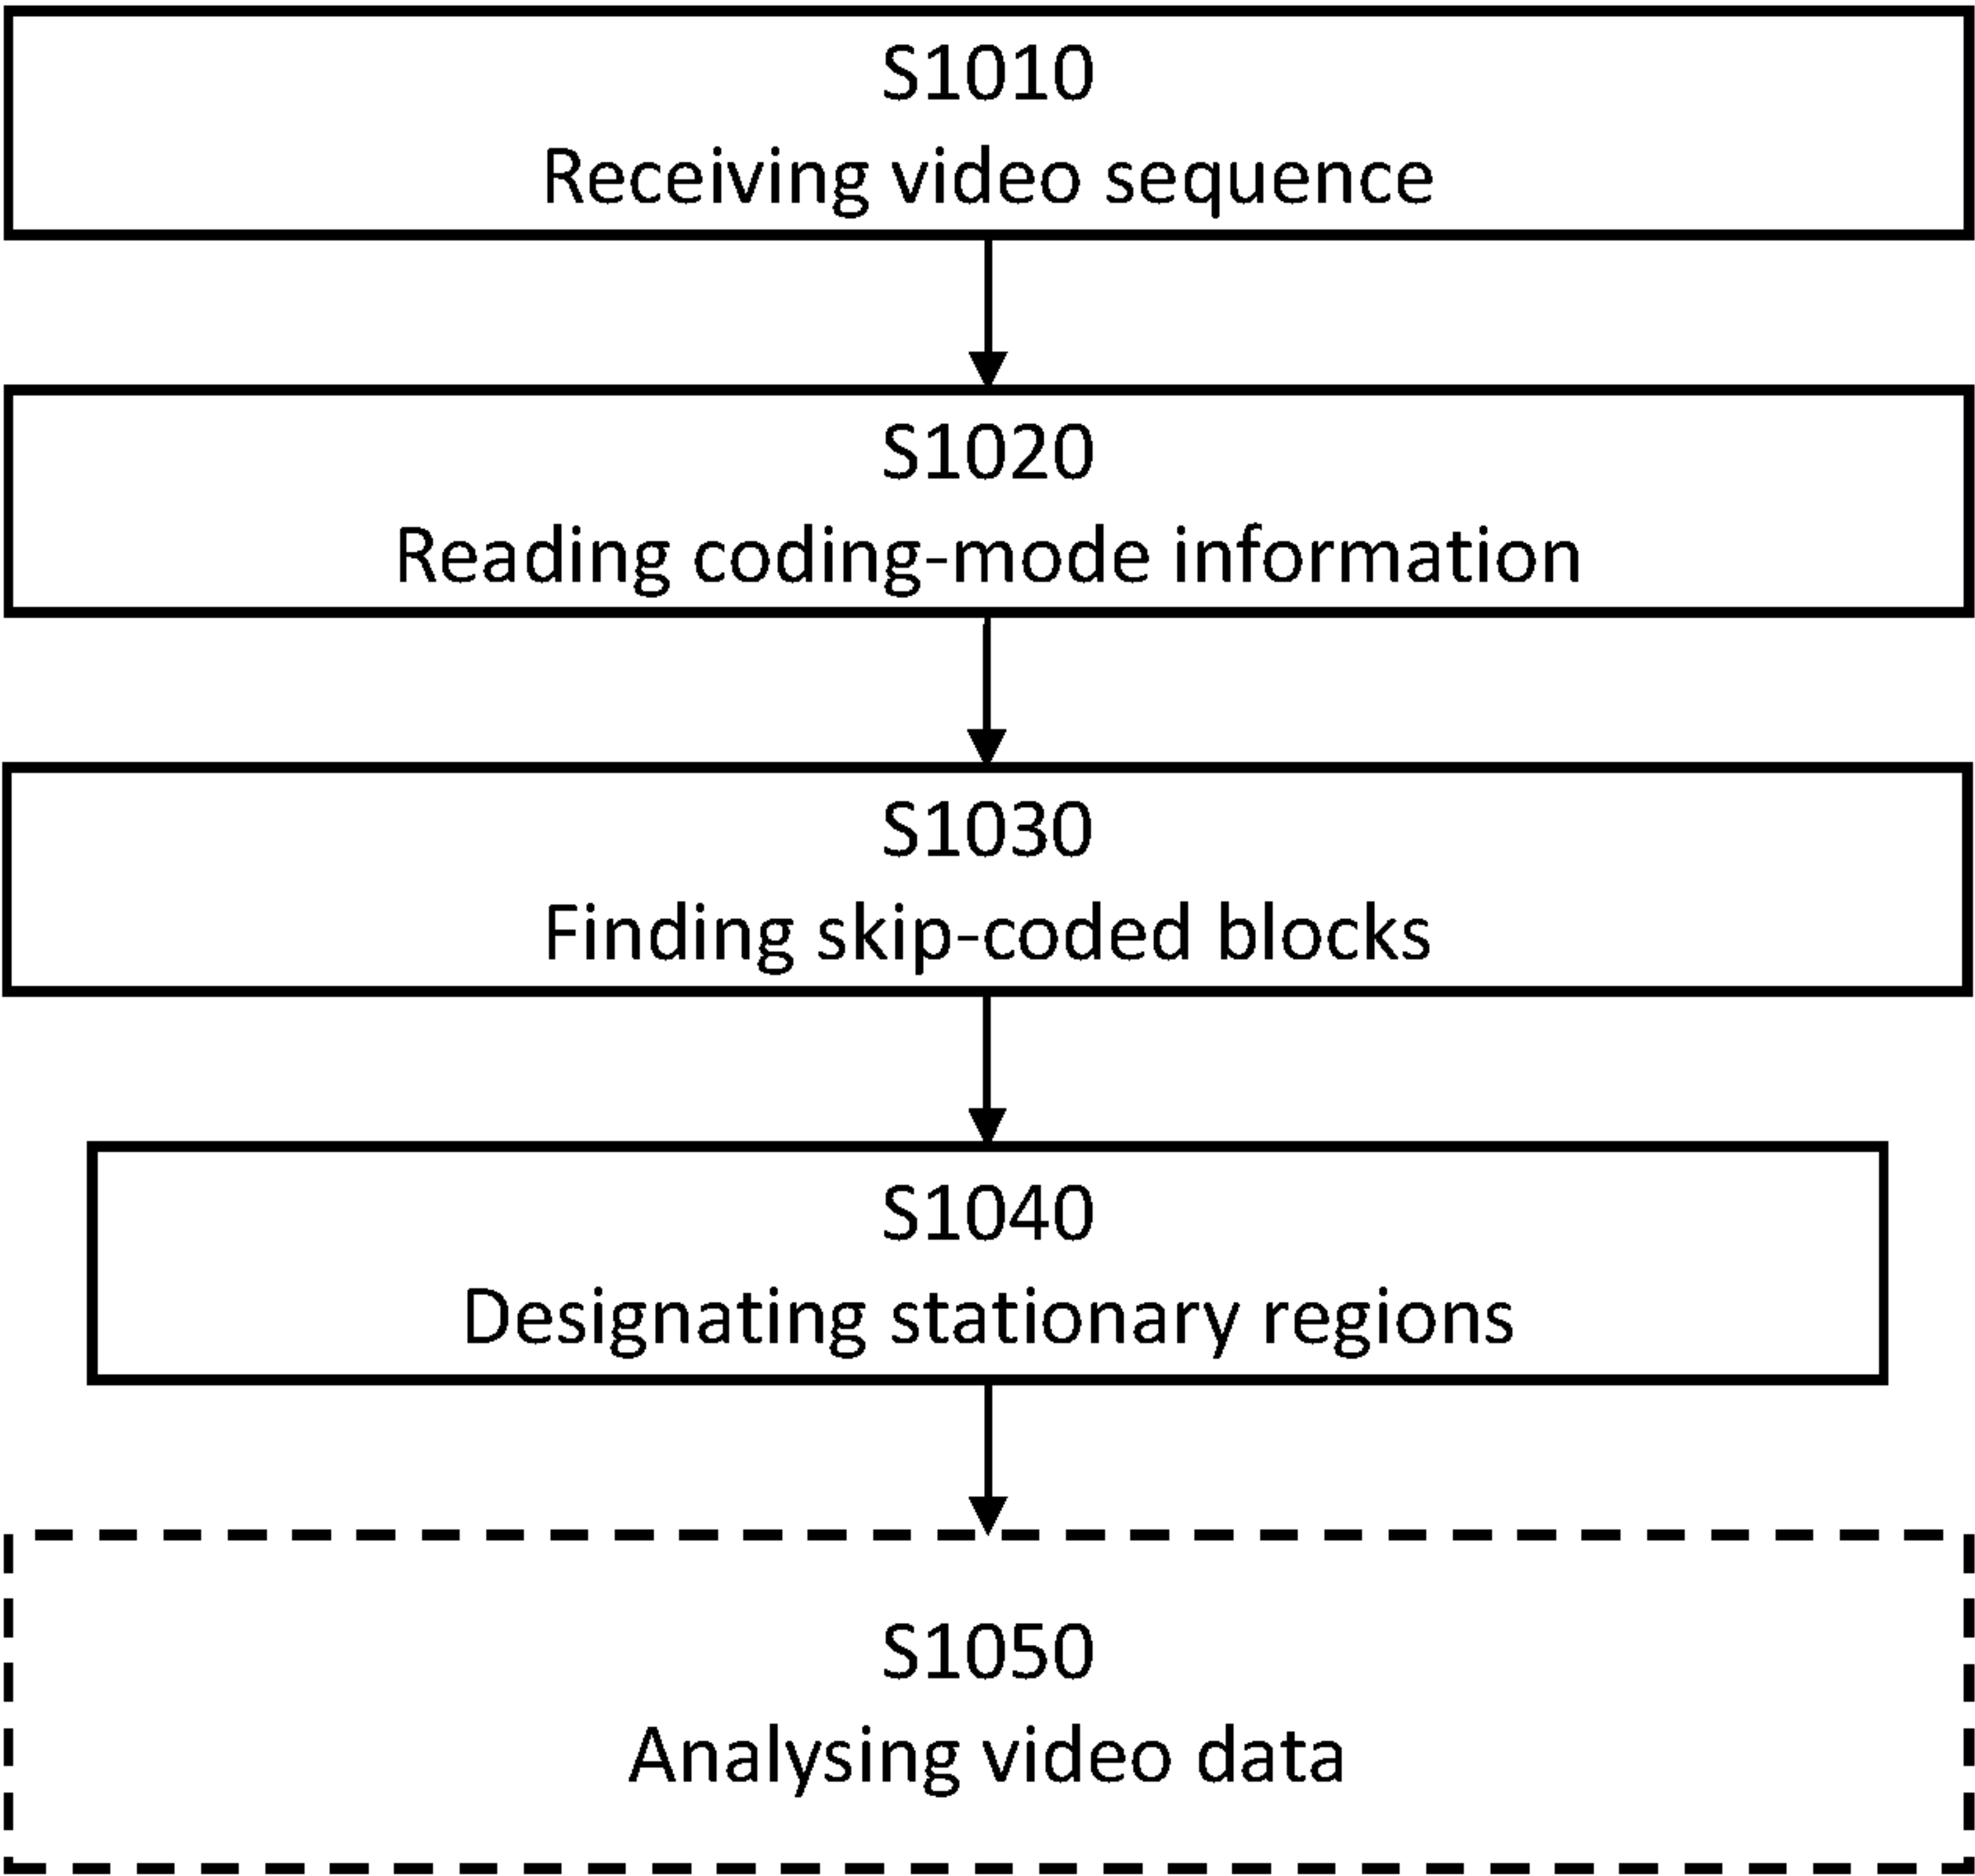 S1010
Receiving video sequence
S1020
Reading coding-mode information
S1030
Finding skip-coded blocks
S1040
Designating stationary regions
S1050
Analysing video data